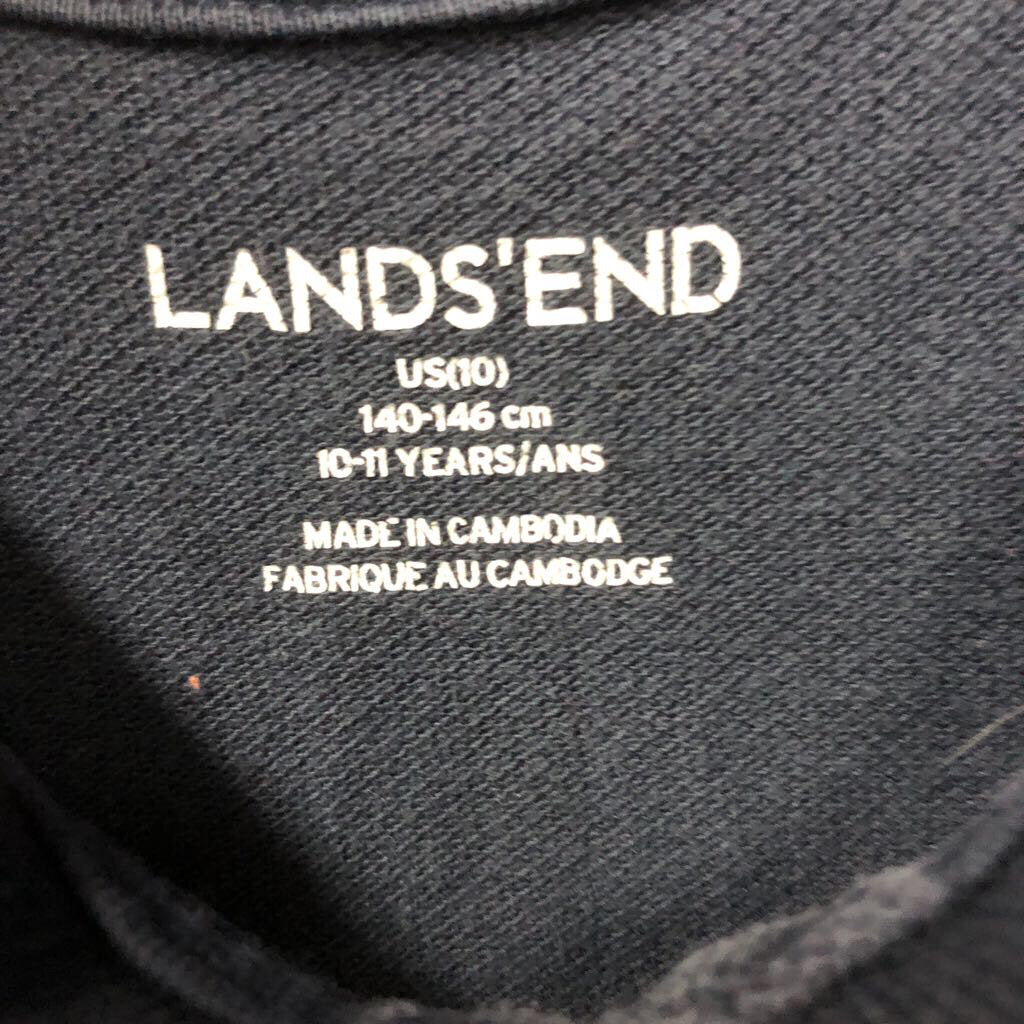 LANDS'END
US(10)
140-146 cm
10-11 YEARS/ANS
MADE IN CAMBODIA
FABRIQUE AU CAMBODGE